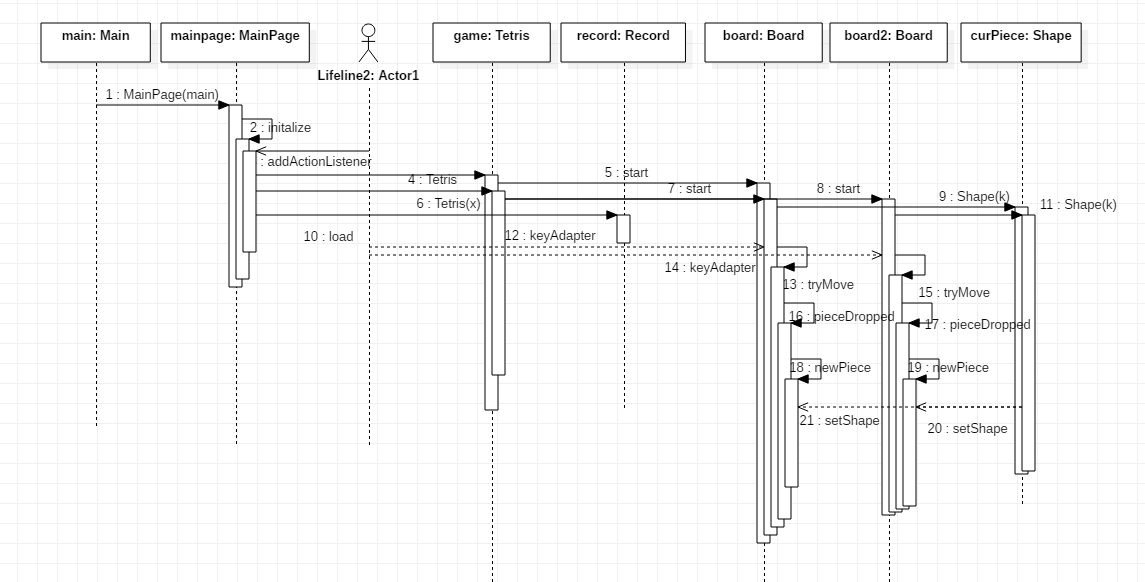 main: Main
mainpage: MainPage
Lifeline2: Actor1
game: Tetris
record: Record
board: Board
board2: Board
curPiece: Shape
1 : MainPage(main)
2 : initalize
: addActionListener
4 : Tetris
5 : start
6 : Tetris(x)
7 : start
8 : start
9 : Shape(k)
11 : Shape(k)
10 : load
12 : keyAdapter
14 : keyAdapter
13 : tryMove
15 : tryMove
16 : pieceDropped
17 : pieceDropped
18 : newPiece
19 : newPiece
21 : setShape
20 : setShape